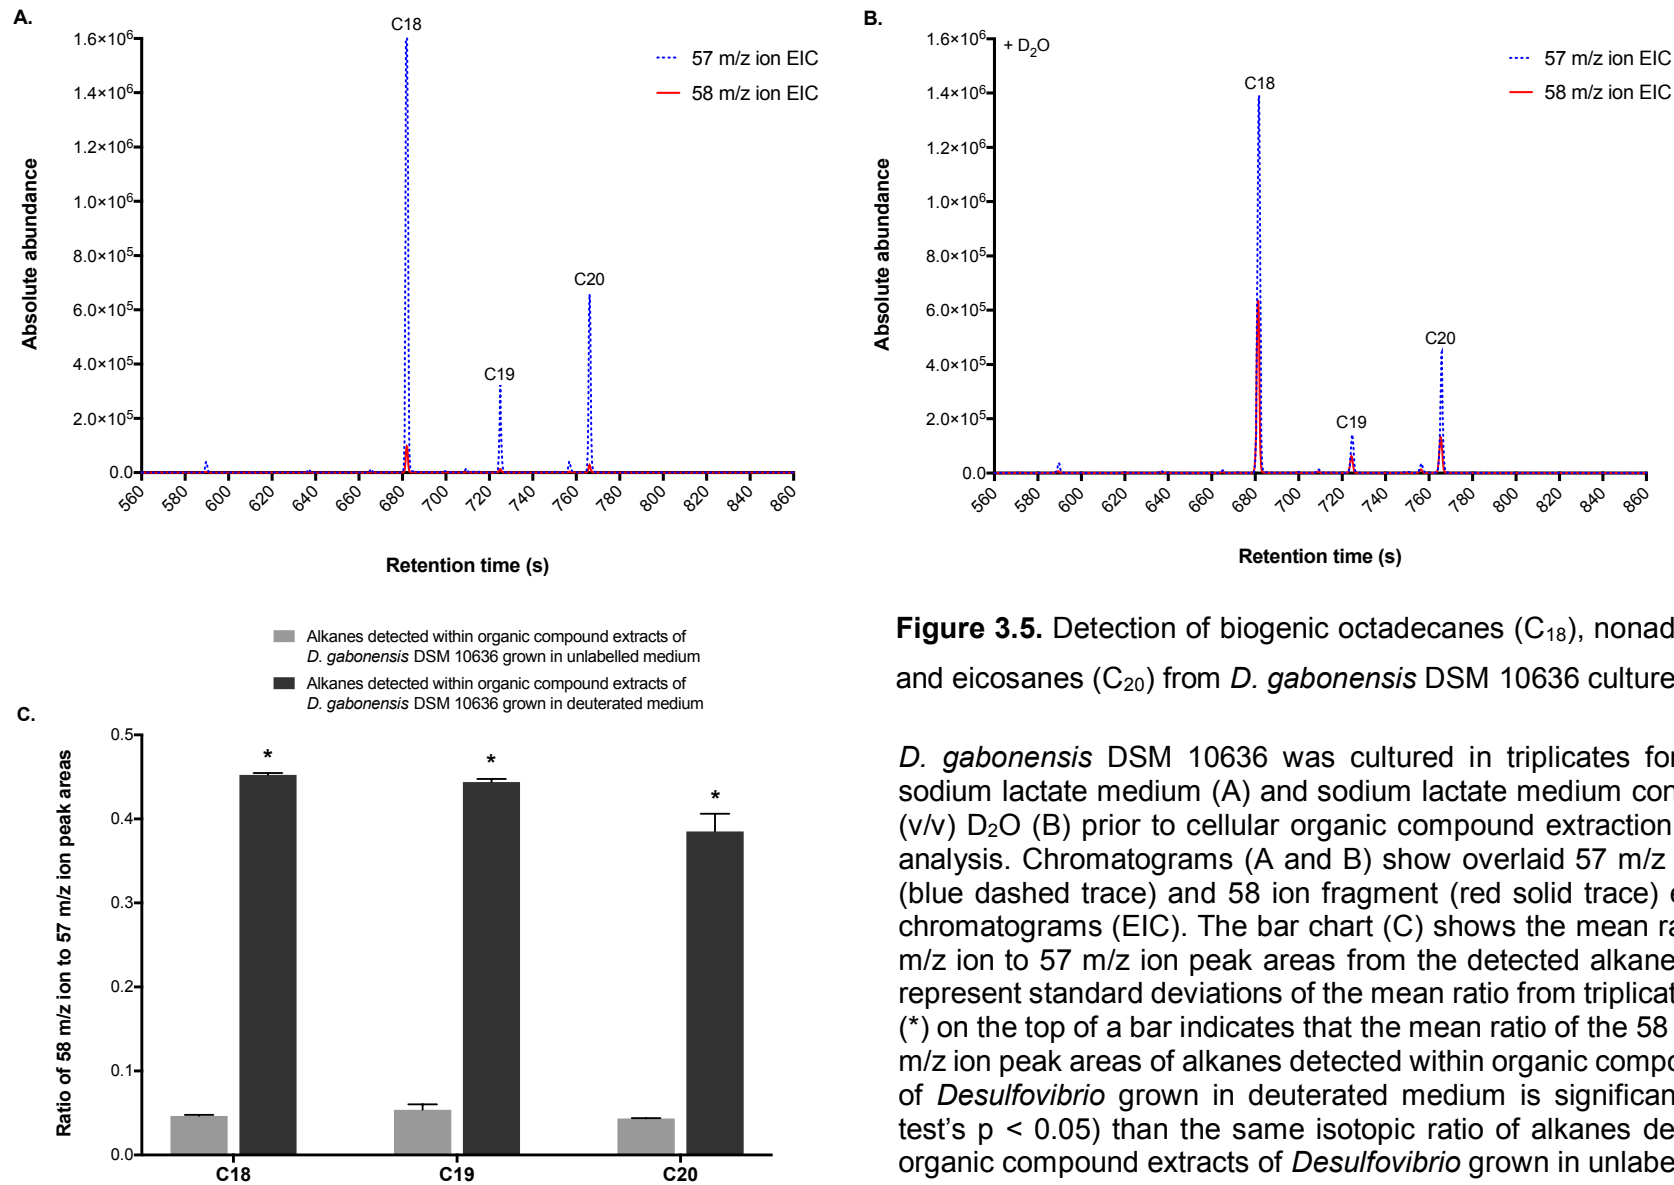 A.
C18
1.6×10⁶
1.4×10⁶
1.2×10⁶
1.0×10⁶
8.0×10⁵
6.0×10⁵
4.0×10⁵
2.0×10⁵
0.0
Absolute abundance
57 m/z ion EIC
58 m/z ion EIC
C19
C20
560 580 600 620 640 660 680 700 720 740 760 780 800 820 840 860
Retention time (s)
B.
+ D₂O
C18
1.6×10⁶
1.4×10⁶
1.2×10⁶
1.0×10⁶
8.0×10⁵
6.0×10⁵
4.0×10⁵
2.0×10⁵
0.0
Absolute abundance
57 m/z ion EIC
58 m/z ion EIC
C19
C20
560 580 600 620 640 660 680 700 720 740 760 780 800 820 840 860
Retention time (s)
Alkanes detected within organic compound extracts of
D. gabonensis DSM 10636 grown in unlabelled medium
Alkanes detected within organic compound extracts of
D. gabonensis DSM 10636 grown in deuterated medium
C.
Ratio of 58 m/z ion to 57 m/z ion peak areas
0.5
0.4
0.3
0.2
0.1
0.0
* * *
C18 C19 C20
Figure 3.5. Detection of biogenic octadecanes (C₁₈), nonad
and eicosanes (C₂₀) from D. gabonensis DSM 10636 culture
D. gabonensis DSM 10636 was cultured in triplicates for
sodium lactate medium (A) and sodium lactate medium con
(v/v) D₂O (B) prior to cellular organic compound extraction
analysis. Chromatograms (A and B) show overlaid 57 m/z
(blue dashed trace) and 58 ion fragment (red solid trace) e
chromatograms (EIC). The bar chart (C) shows the mean ra
m/z ion to 57 m/z ion peak areas from the detected alkane
represent standard deviations of the mean ratio from triplicat
(*) on the top of a bar indicates that the mean ratio of the 58
m/z ion peak areas of alkanes detected within organic compo
of Desulfovibrio grown in deuterated medium is significan
test's p < 0.05) than the same isotopic ratio of alkanes de
organic compound extracts of Desulfovibrio grown in unlabe